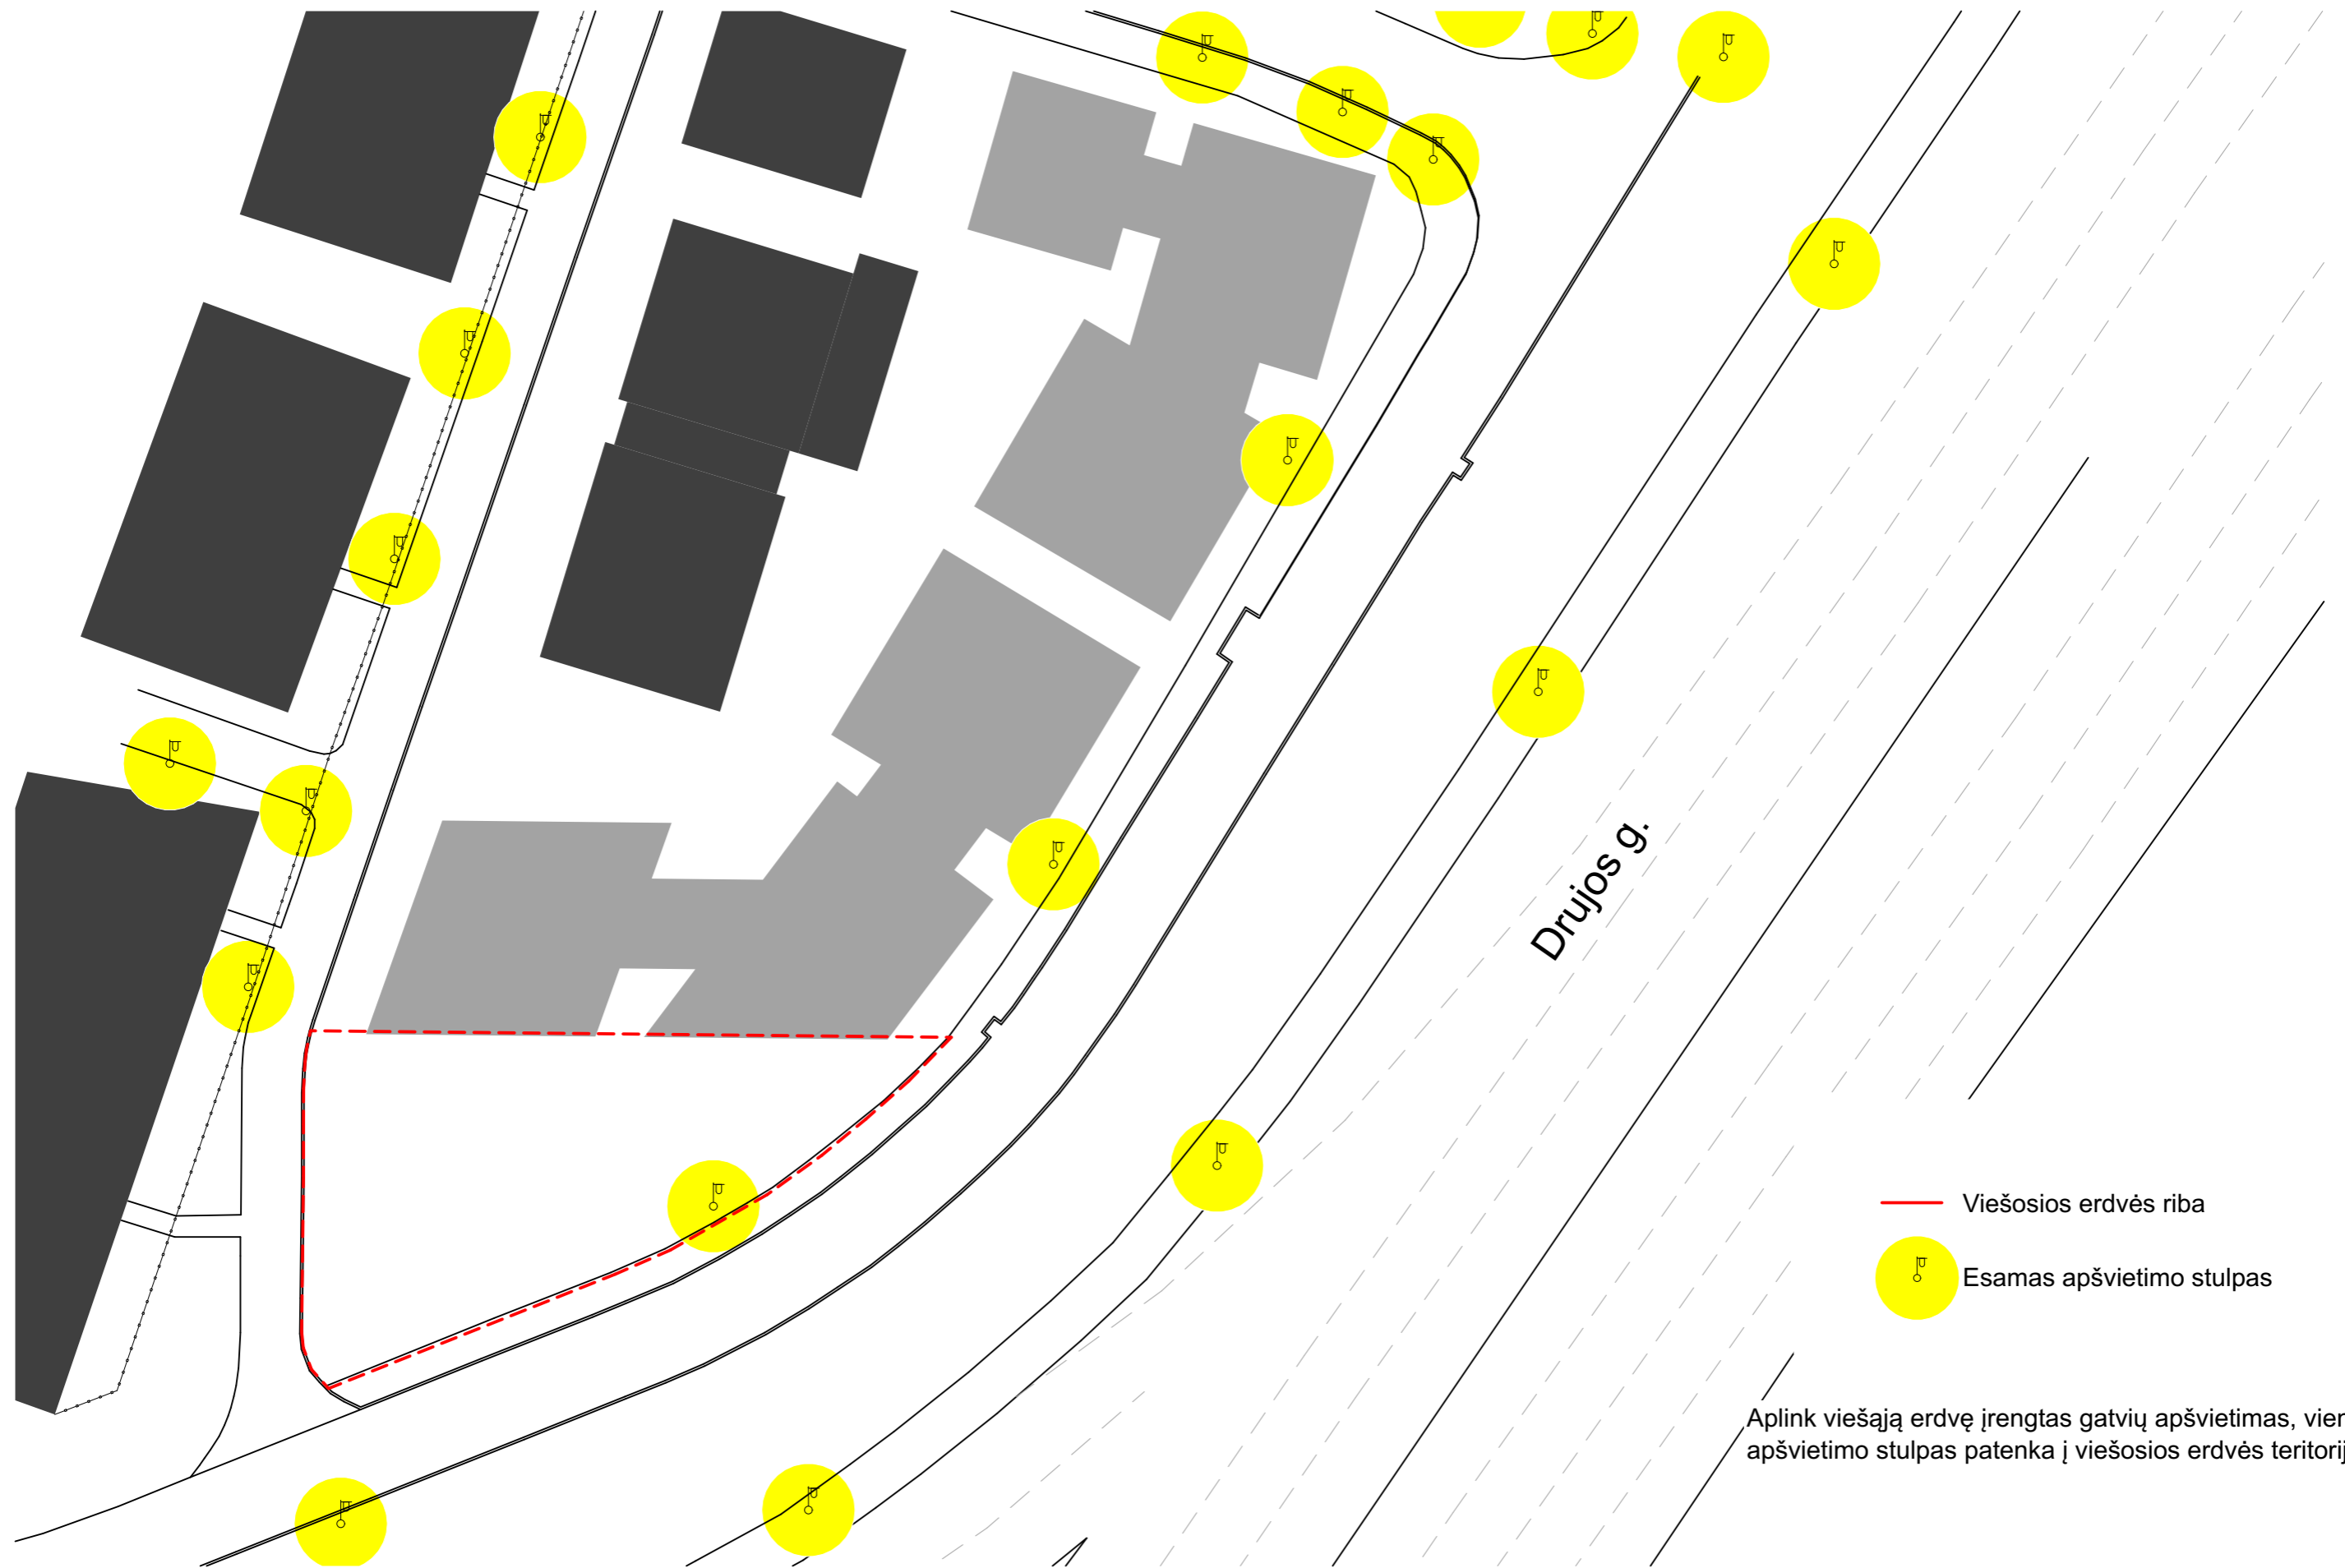 Drujos g.
Viešosios erdvės riba
Esamas apšvietimo stulpas
Aplink viešąją erdvę įrengtas gatvių apšvietimas,
apšvietimo stulpas patenka į viešosios erdvės